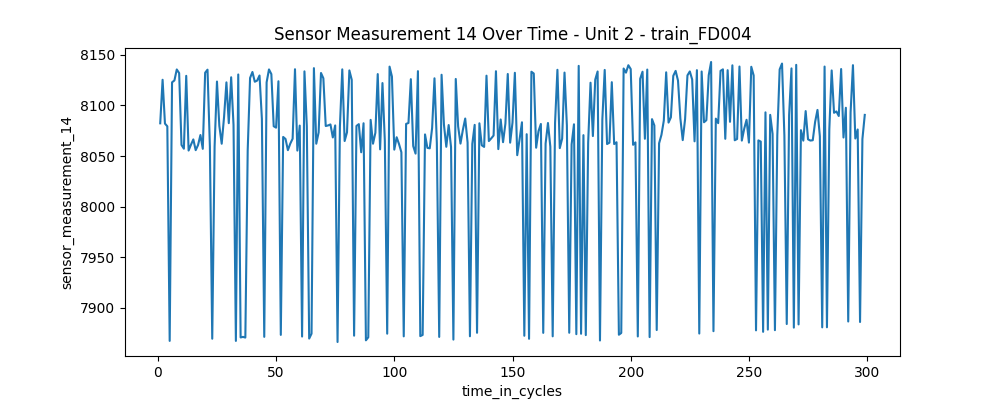 Sensor Measurement 14 Over Time - Unit 2 - train_FD004
8150
8100
8050
8000
7950
7900
sensor_measurement_14
0 50 100 150 200 250 300
time_in_cycles